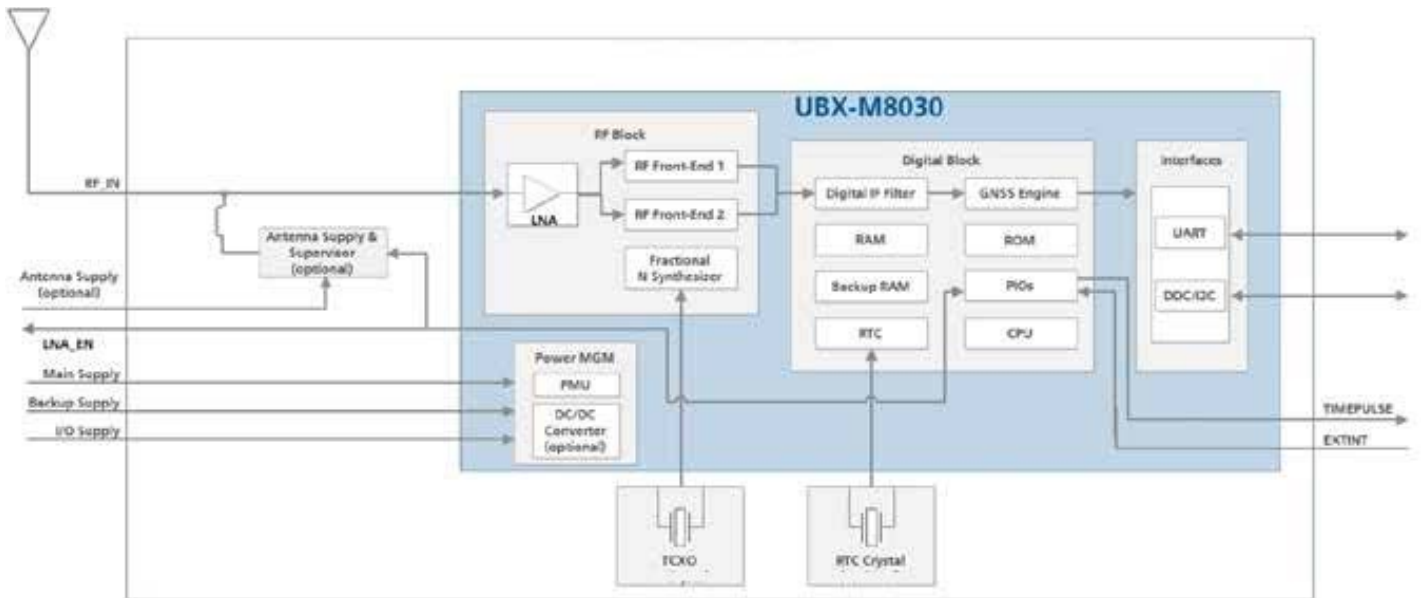 UBX-M8030
RF Block
RF Front-End 1
RF Front-End 2
LNA
Fractional
N Synthesizer
Digital Block
Digital IF Filter
GNSS Engine
RAM
ROM
Backup RAM
PIOs
RTC
CPU
Interfaces
UART
DDC/I2C
RF_IN
Antenna Supply &
Supervisor
(optional)
Antenna Supply
(optional)
LNA_EN
Main Supply
Backup Supply
I/O Supply
Power MGM
PMU
DC/DC
Converter
(optional)
TIMEPULSE
EXTINT
TCXO
RTC Crystal